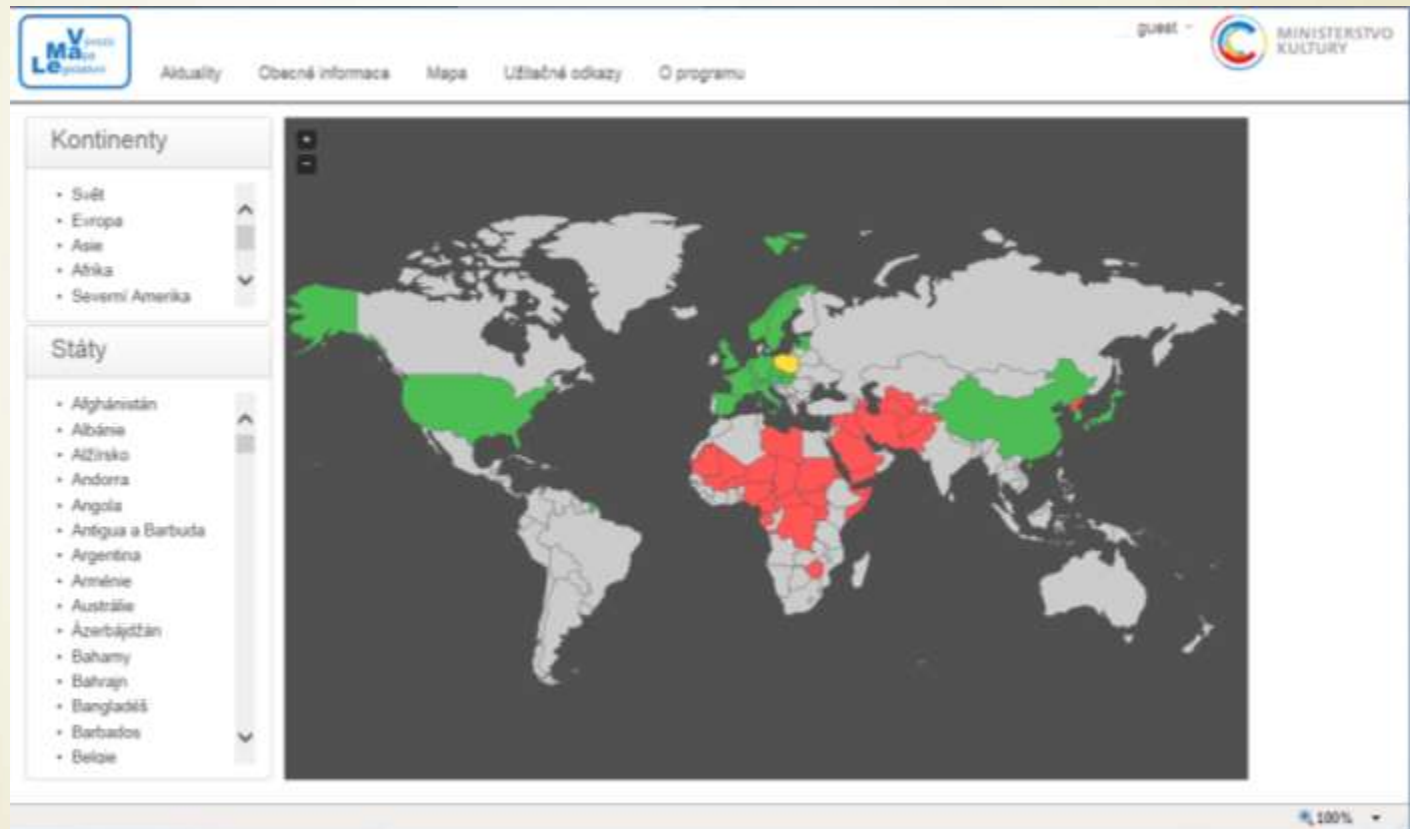 guest
MINISTERSTVO
KULTURY
Aktuality Obecné informace Mapa Užitečné odkazy O programu
Kontinenty
Svět
Evropa
Asie
Afrika
Severní Amerika
Státy
Afghánistán
Albánie
Alžírsko
Andorra
Angola
Antigua a Barbuda
Argentina
Arménie
Austrálie
Ázerbájdžán
Bahamy
Bahrajn
Bangladéš
Barbados
Belgie
100%